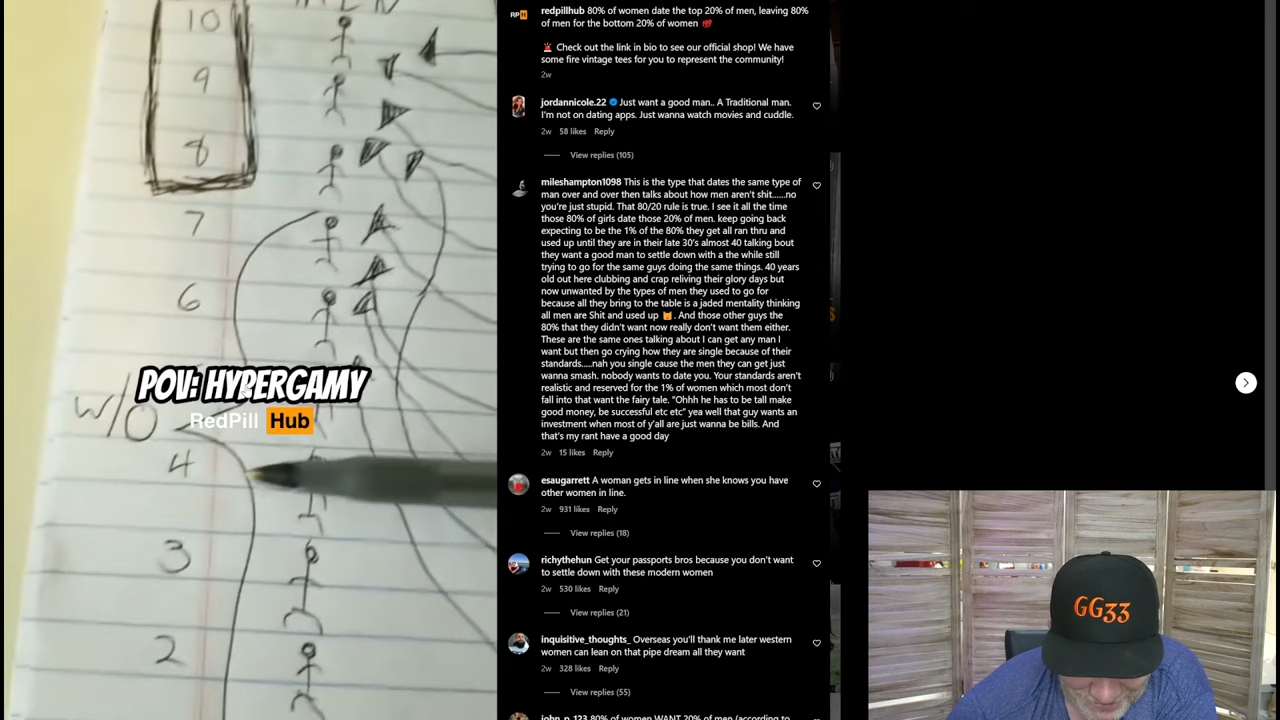 10
9
8
7
6
POV: HYPERGAMY
RedPill Hub
W/O
4
3
2
RPH
redpillhub 80% of women date the top 20% of men, leaving 80%
of men for the bottom 20% of women
Check out the link in bio to see our official shop! We have
some fire vintage tees for you to represent the community!
2w
jordannicole.22 Just want a good man.. A Traditional man.
I'm not on dating apps. Just wanna watch movies and cuddle.
2w 58 likes Reply
View replies (105)
mileshampton1098 This is the type that dates the same type of
man over and over then talks about how men aren't shit......no
you're just stupid. That 80/20 rule is true. I see it all the time
those 80% of girls date those 20% of men. keep going back
expecting to be the 1% of the 80% they get all ran thru and
used up until they are in their late 30's almost 40 talking bout
they want a good man to settle down with a the while still
trying to go for the same guys doing the same things. 40 years
old out here clubbing and crap reliving their glory days but
now unwanted by the types of men they used to go for
because all they bring to the table is a jaded mentality thinking
all men are Shit and used up 🐱. And those other guys the
80% that they didn't want now really don't want them either.
These are the same ones talking about I can get any man I
want but then go crying how they are single because of their
standards.....nah you single cause the men they can get just
wanna smash. nobody wants to date you. Your standards aren't
realistic and reserved for the 1% of women which most don't
fall into that want the fairy tale. "Ohhh he has to be tall make
good money, be successful etc etc" yea well that guy wants an
investment when most of y'all are just wanna be bills. And
that's my rant have a good day
2w 15 likes Reply
esaugarrett A woman gets in line when she knows you have
other women in line.
2w 931 likes Reply
View replies (18)
richythehun Get your passports bros because you don't want
to settle down with these modern women
2w 530 likes Reply
View replies (21)
inquisitive_thoughts_ Overseas you'll thank me later western
women can lean on that pipe dream all they want
2w 328 likes Reply
View replies (55)
john_p_123 80% of women WANT 20% of men (according to
GG33